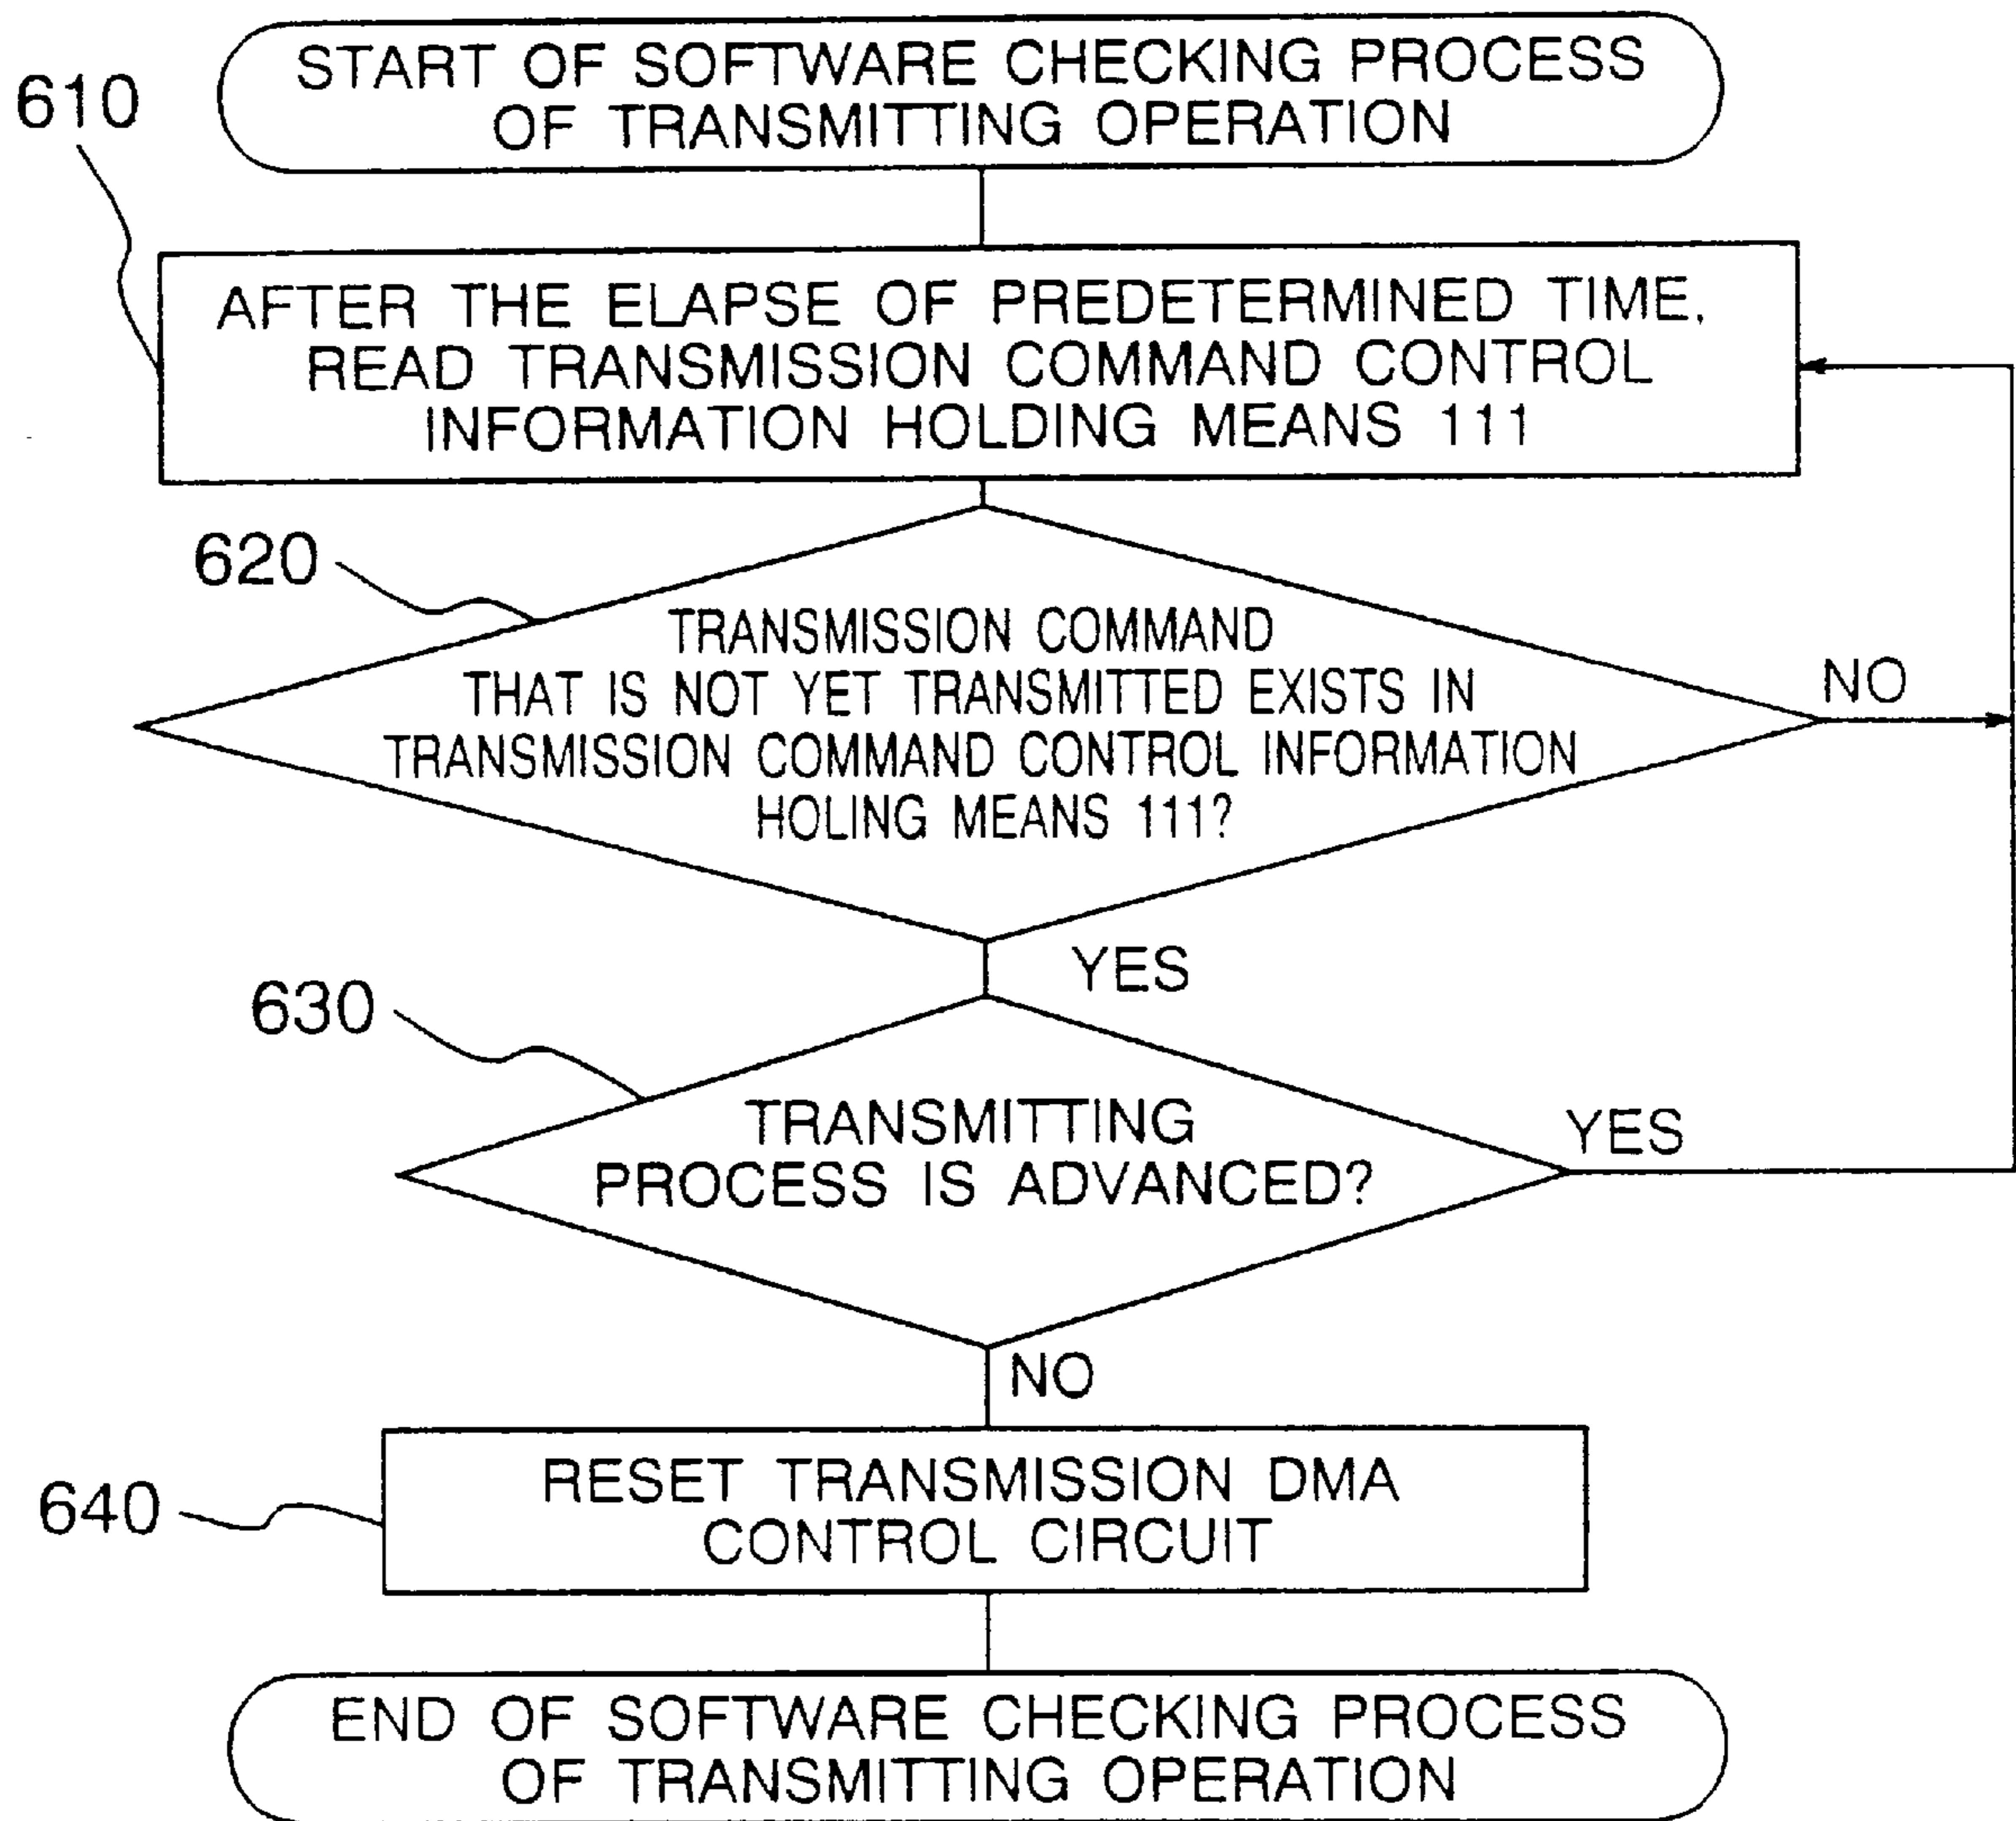 START OF SOFTWARE CHECKING PROCESS
OF TRANSMITTING OPERATION
610
AFTER THE ELAPSE OF PREDETERMINED TIME,
READ TRANSMISSION COMMAND CONTROL
INFORMATION HOLDING MEANS 111
620
TRANSMISSION COMMAND
THAT IS NOT YET TRANSMITTED EXISTS IN
TRANSMISSION COMMAND CONTROL INFORMATION
HOLING MEANS 111?
NO
YES
630
TRANSMITTING
PROCESS IS ADVANCED?
YES
NO
640
RESET TRANSMISSION DMA
CONTROL CIRCUIT
END OF SOFTWARE CHECKING PROCESS
OF TRANSMITTING OPERATION